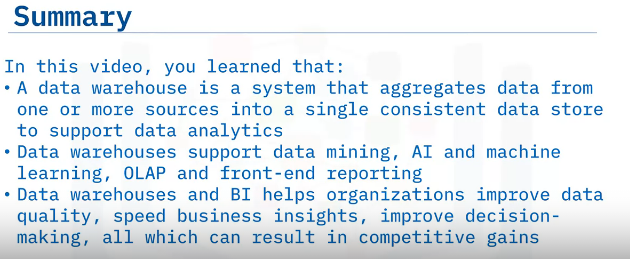 Summary
In this video, you learned that:
• A data warehouse is a system that aggregates data from
one or more sources into a single consistent data store
to support data analytics
• Data warehouses support data mining, AI and machine
learning, OLAP and front-end reporting
• Data warehouses and BI helps organizations improve data
quality, speed business insights, improve decision-
making, all which can result in competitive gains